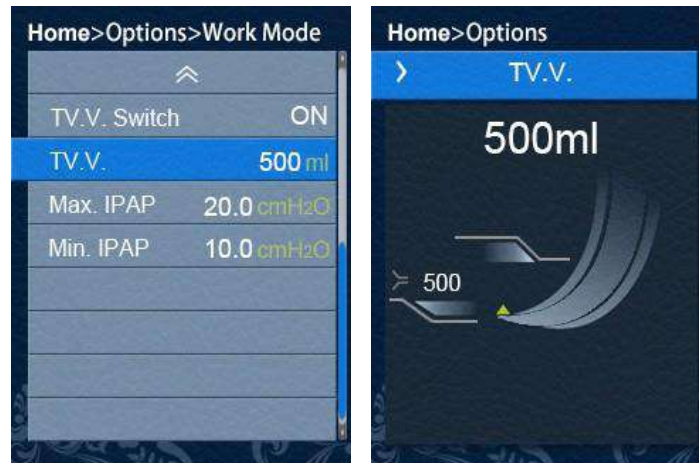 Home>Options>Work Mode
TV.V. Switch ON
TV.V. 500 ml
Max. IPAP 20.0 cmH2O
Min. IPAP 10.0 cmH2O
Home>Options
TV.V.
500ml
500